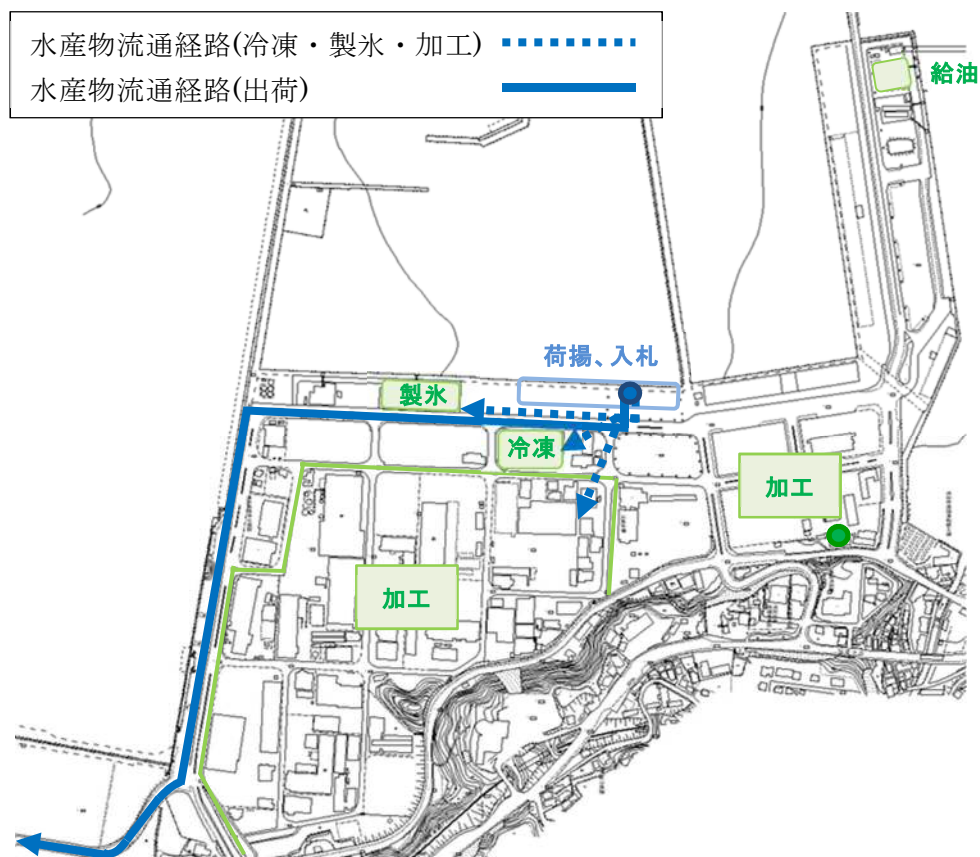 水産物流通経路(冷凍・製氷・加工)
水産物流通経路(出荷)
給油
荷揚、入札
製氷
冷凍
加工
加工